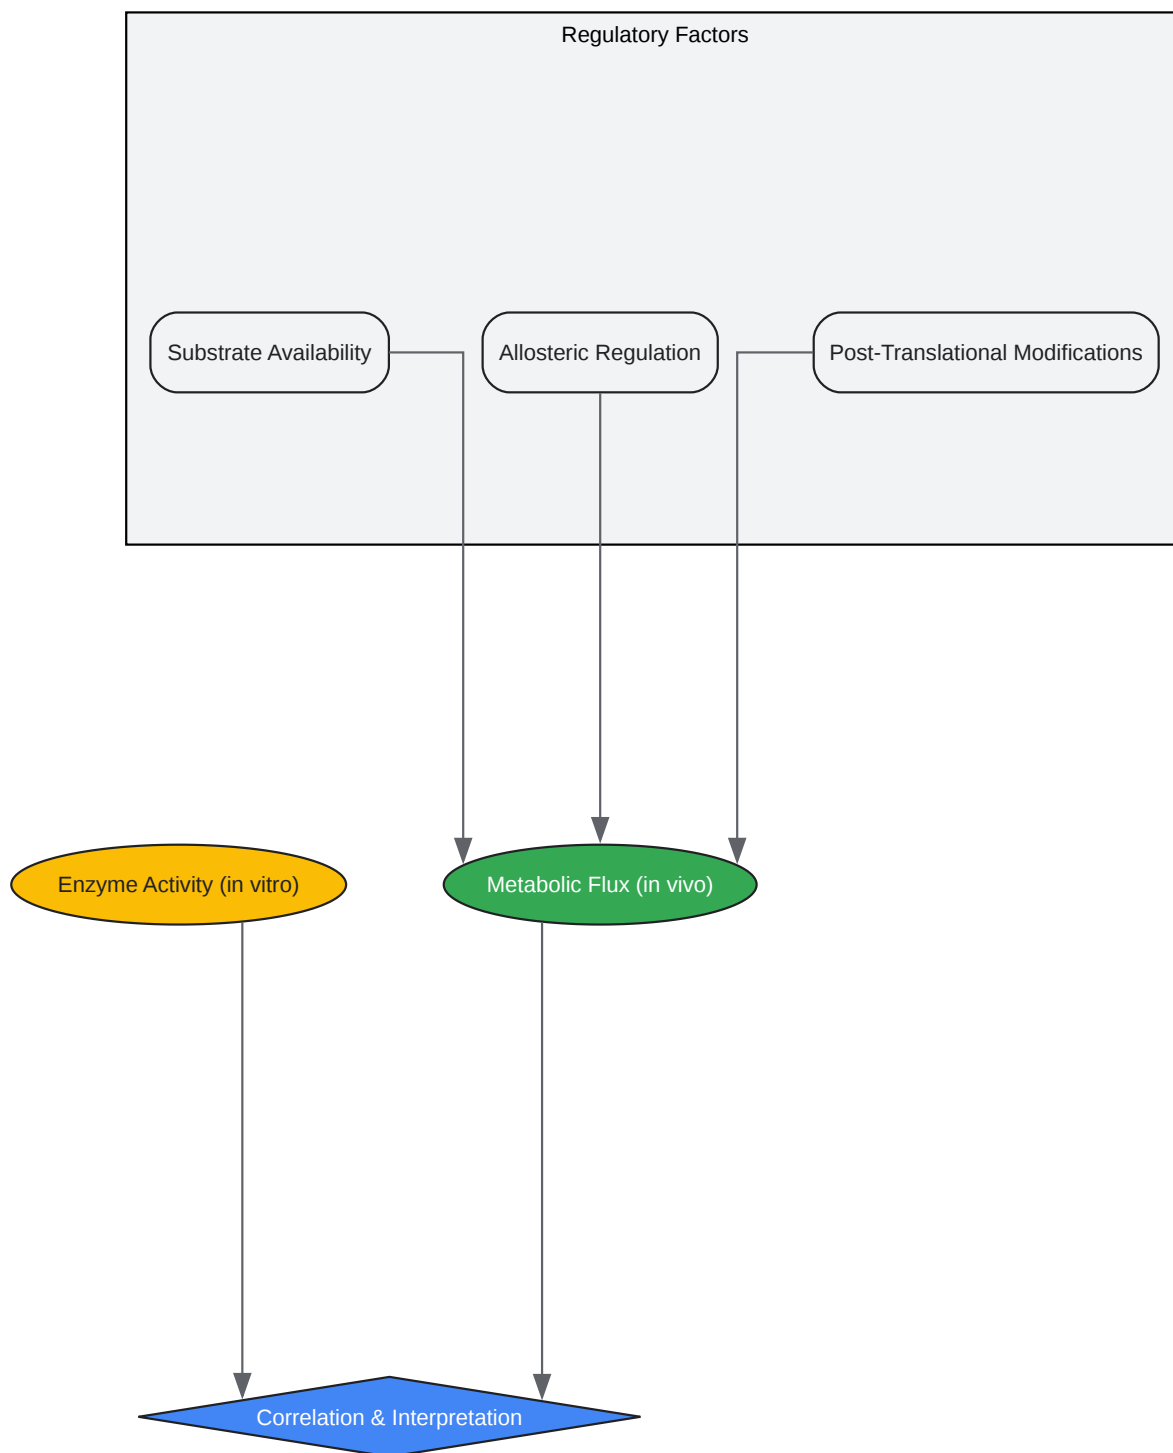 Regulatory Factors
Substrate Availability
Allosteric Regulation
Post-Translational Modifications
Enzyme Activity (in vitro)
Metabolic Flux (in vivo)
Correlation & Interpretation